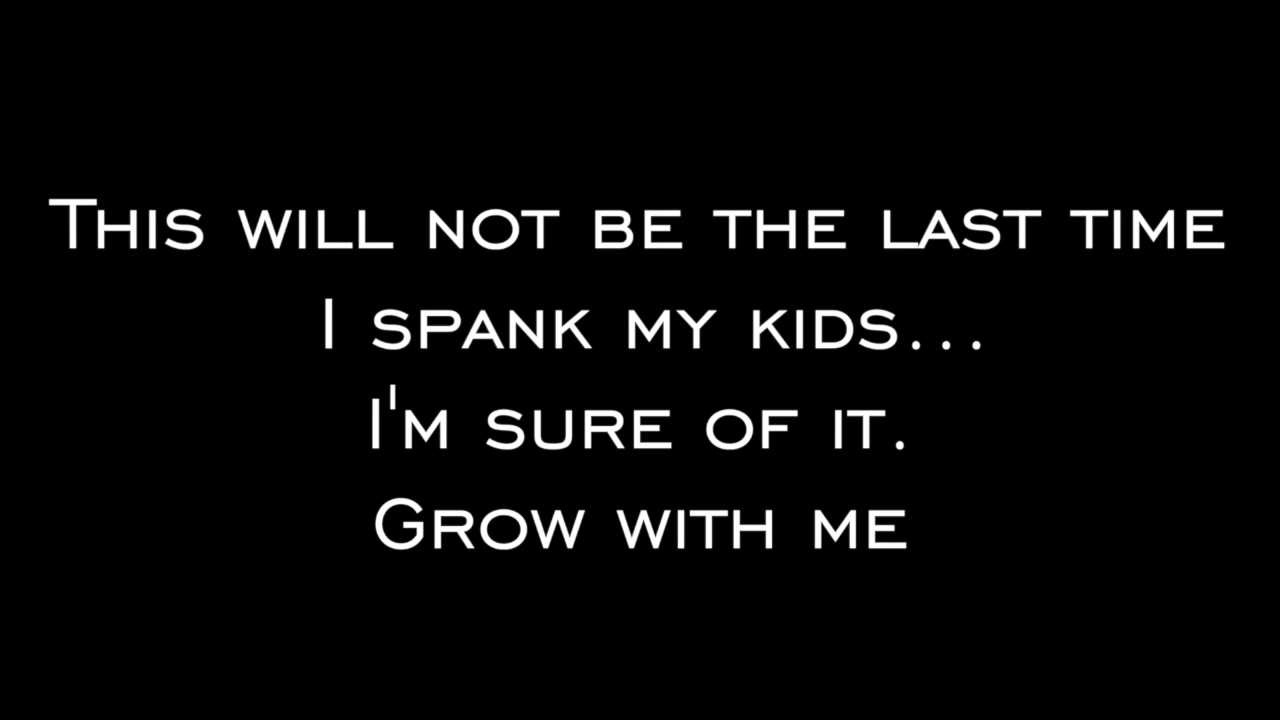 This will not be the last time
I spank my kids...
I'm sure of it.
Grow with me